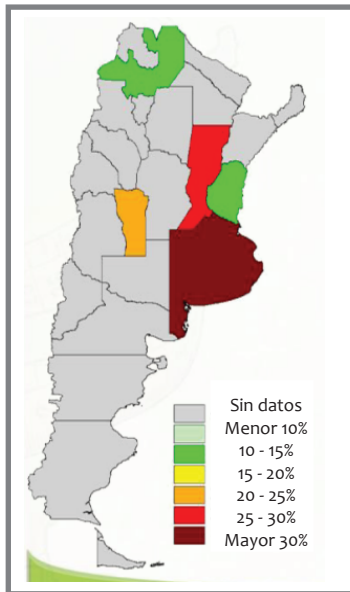 Sin datos
Menor 10%
10 - 15%
15 - 20%
20 - 25%
25 - 30%
Mayor 30%